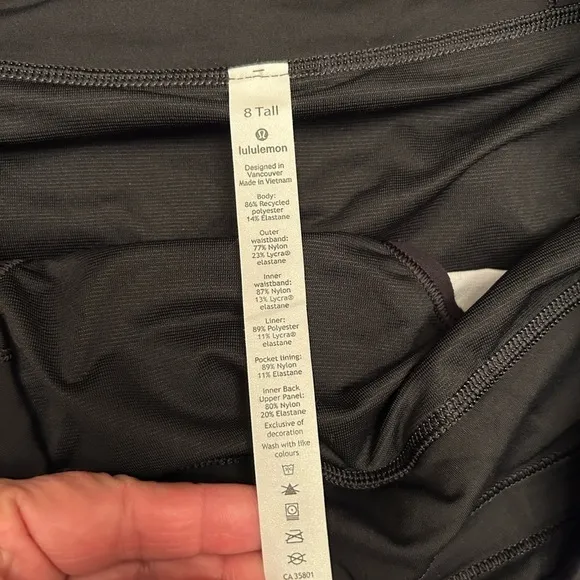 8 Tall
lululemon
Designed in
Vancouver
Made in Vietnam
Body:
86% Recycled
polyester
14% Elastane
Outer
waistband:
77% Nylon
23% Lycra®
elastane
Inner
waistband:
87% Nylon
13% Lycra®
elastane
Liner:
89% Polyester
11% Lycra®
elastane
Pocket lining:
89% Nylon
11% Elastane
Inner Back
Upper Panel:
80% Nylon
20% Elastane
Exclusive of
decoration
Wash with like
colours
CA 35801